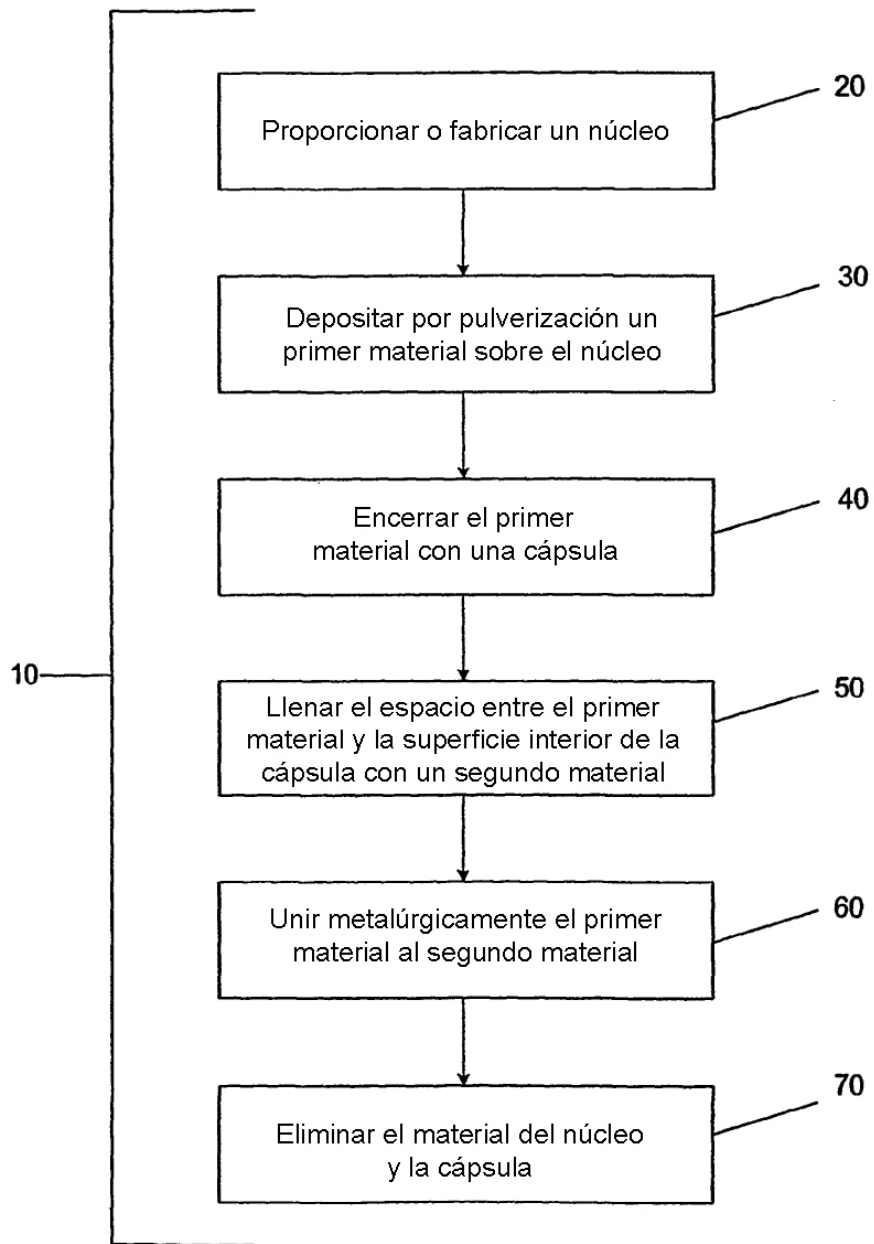 20
Proporcionar o fabricar un núcleo
30
Depositar por pulverización un
primer material sobre el núcleo
40
Encerrar el primer
material con una cápsula
10
50
Llenar el espacio entre el primer
material y la superficie interior de la
cápsula con un segundo material
60
Unir metalúrgicamente el primer
material al segundo material
70
Eliminar el material del núcleo
y la cápsula